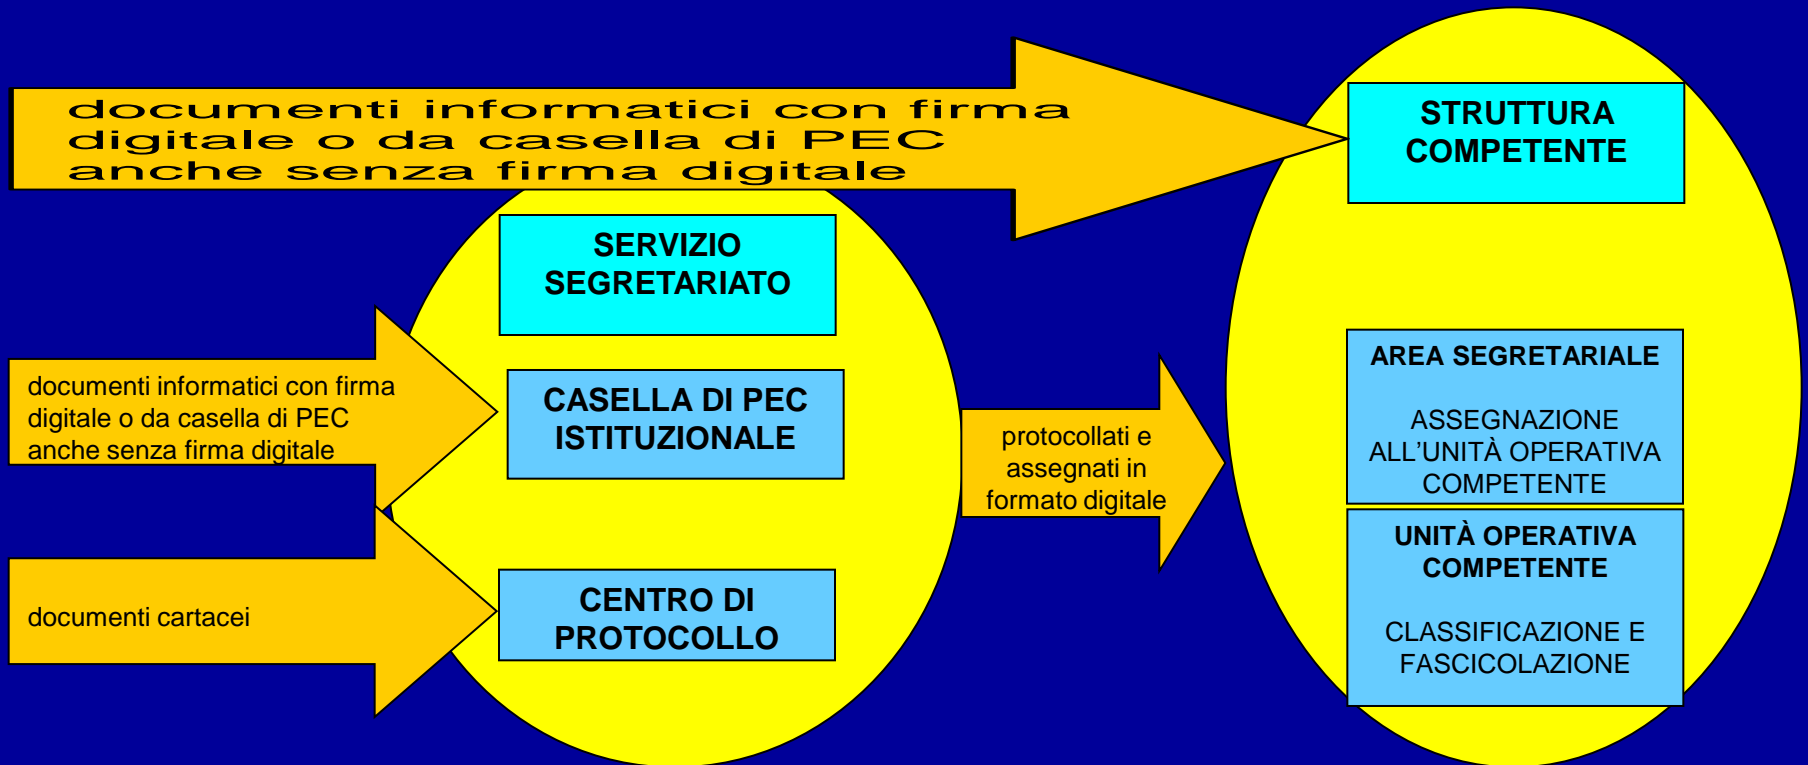 documenti informatici con firma
digitale o da casella di PEC
anche senza firma digitale
STRUTTURA
COMPETENTE
SERVIZIO
SEGRETARIATO
documenti informatici con firma
digitale o da casella di PEC
anche senza firma digitale
CASELLA DI PEC
ISTITUZIONALE
documenti cartacei
CENTRO DI
PROTOCOLLO
protocollati e
assegnati in
formato digitale
AREA SEGRETARIALE
ASSEGNAZIONE
ALL'UNITÀ OPERATIVA
COMPETENTE
UNITÀ OPERATIVA
COMPETENTE
CLASSIFICAZIONE E
FASCICOLAZIONE